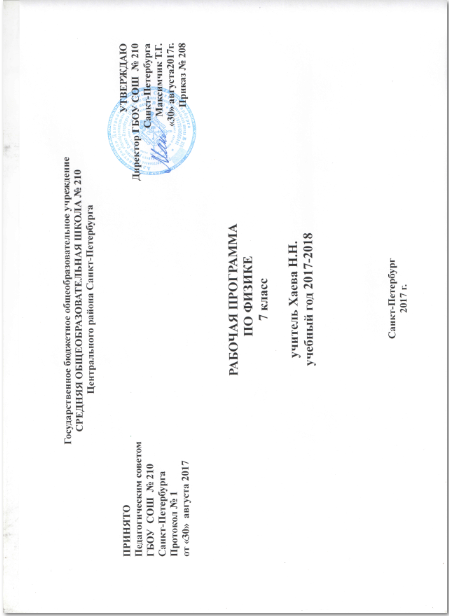 Государственное бюджетное общеобразовательное учреждение
СРЕДНЯЯ ОБЩЕОБРАЗОВАТЕЛЬНАЯ ШКОЛА № 210
Центрального района Санкт-Петербурга
ПРИНЯТО
Педагогическим советом
ГБОУ СОШ № 210
Санкт-Петербурга
Протокол № 1
от «30» августа 2017
УТВЕРЖДАЮ
Директор ГБОУ СОШ № 210
Санкт-Петербурга
Максимчик Т.Г.
«30» августа2017г.
Приказ № 208
РАБОЧАЯ ПРОГРАММА
ПО ФИЗИКЕ
7 класс
учитель Хаева Н.Н.
учебный год 2017-2018
Санкт-Петербург
2017 г.